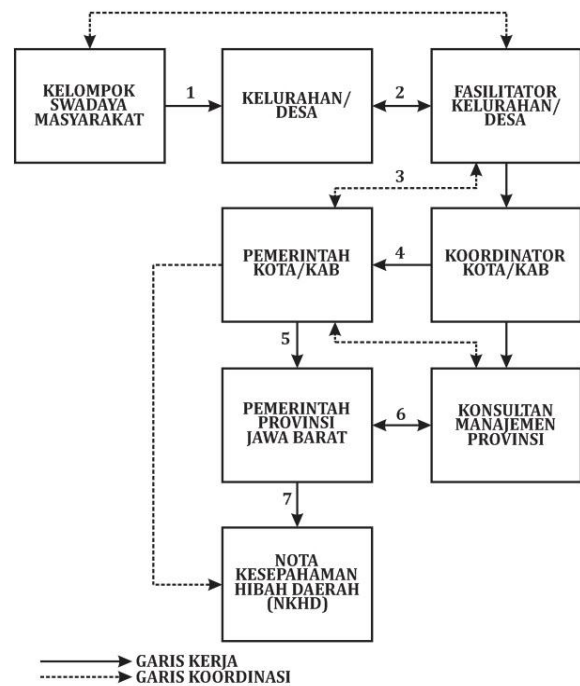 KELOMPOK
SWADAYA
MASYARAKAT
1
KELURAHAN/
DESA
2
FASILITATOR
KELURAHAN/
DESA
3
PEMERINTAH
KOTA/KAB
4
KOORDINATOR
KOTA/KAB
5
PEMERINTAH
PROVINSI
JAWA BARAT
6
KONSULTAN
MANAJEMEN
PROVINSI
7
NOTA
KESEPAHAMAN
HIBAH DAERAH
(NKHD)
GARIS KERJA
GARIS KOORDINASI